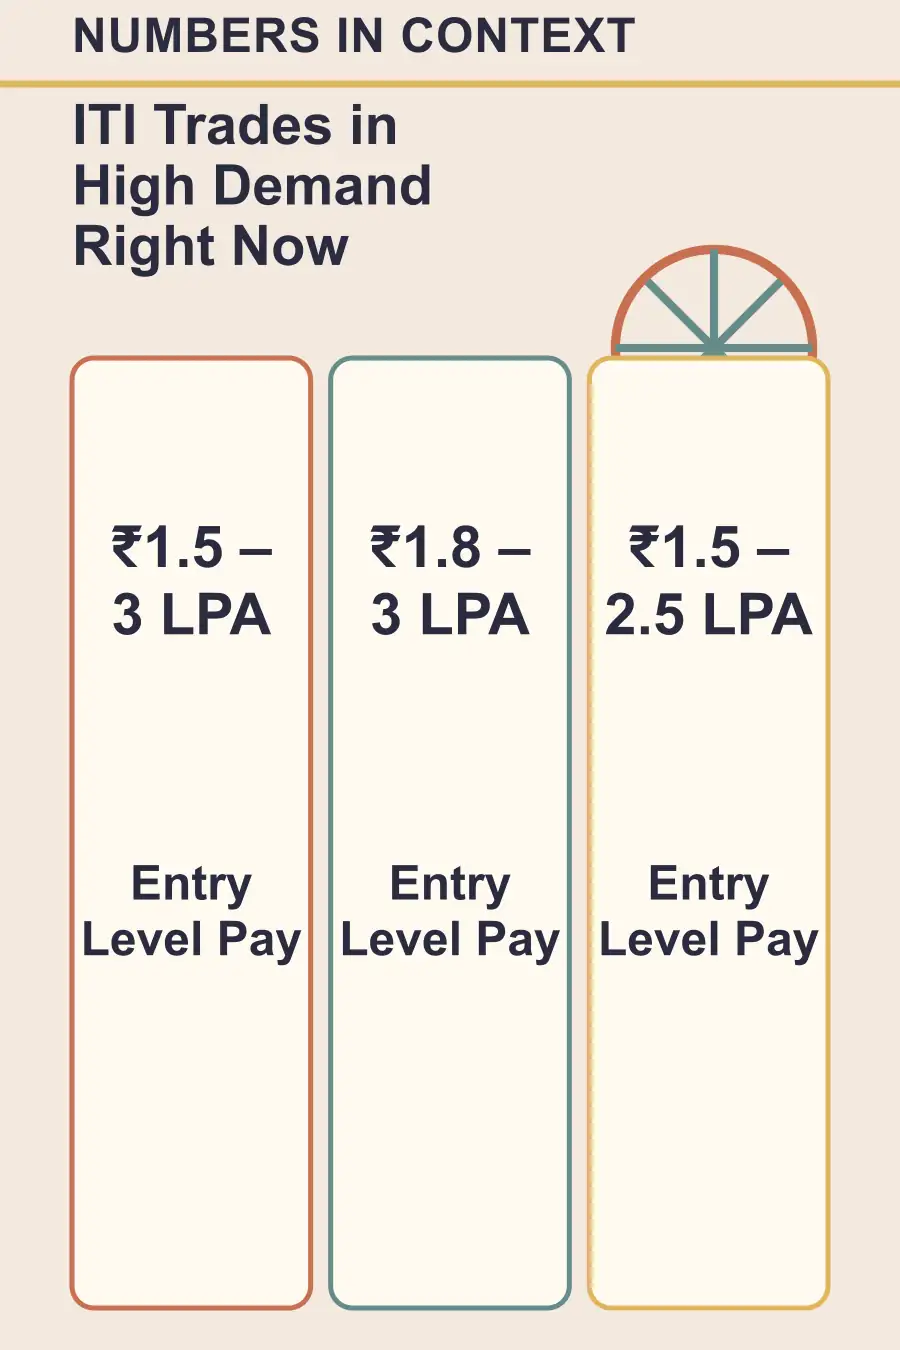 NUMBERS IN CONTEXT
ITI Trades in
High Demand
Right Now
₹1.5 –
3 LPA
Entry
Level Pay
₹1.8 –
3 LPA
Entry
Level Pay
₹1.5 –
2.5 LPA
Entry
Level Pay